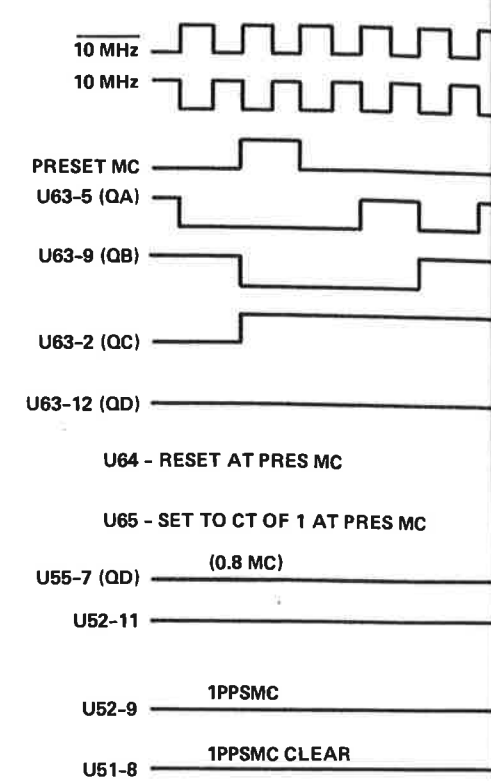 10 MHz
10 MHz
PRESET MC
U63-5 (QA)
U63-9 (QB)
U63-2 (QC)
U63-12 (QD)
U64 - RESET AT PRES MC
U65 - SET TO CT OF 1 AT PRES MC
(0.8 MC)
U55-7 (QD)
U52-11
1PPSMC
U52-9
1PPSMC CLEAR
U51-8